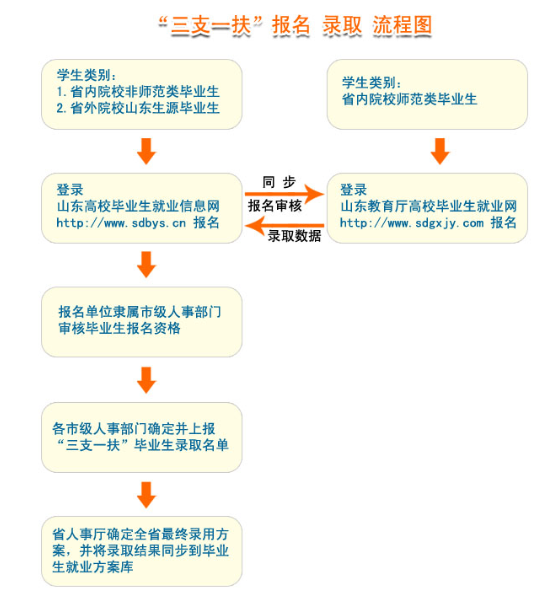 “三支一扶”报名 录取 流程图
学生类别：
1.省内院校非师范类毕业生
2.省外院校山东生源毕业生
学生类别：
省内院校师范类毕业生
登录
山东高校毕业生就业信息网
http://www.sdbys.cn 报名
同 步
报名审核
录取数据
登录
山东教育厅高校毕业生就业网
http://www.sdgxjy.com 报名
报名单位隶属市级人事部门
审核毕业生报名资格
各市级人事部门确定并上报
“三支一扶”毕业生录取名单
省人事厅确定全省最终录用方
案，并将录取结果同步到毕业
生就业方案库